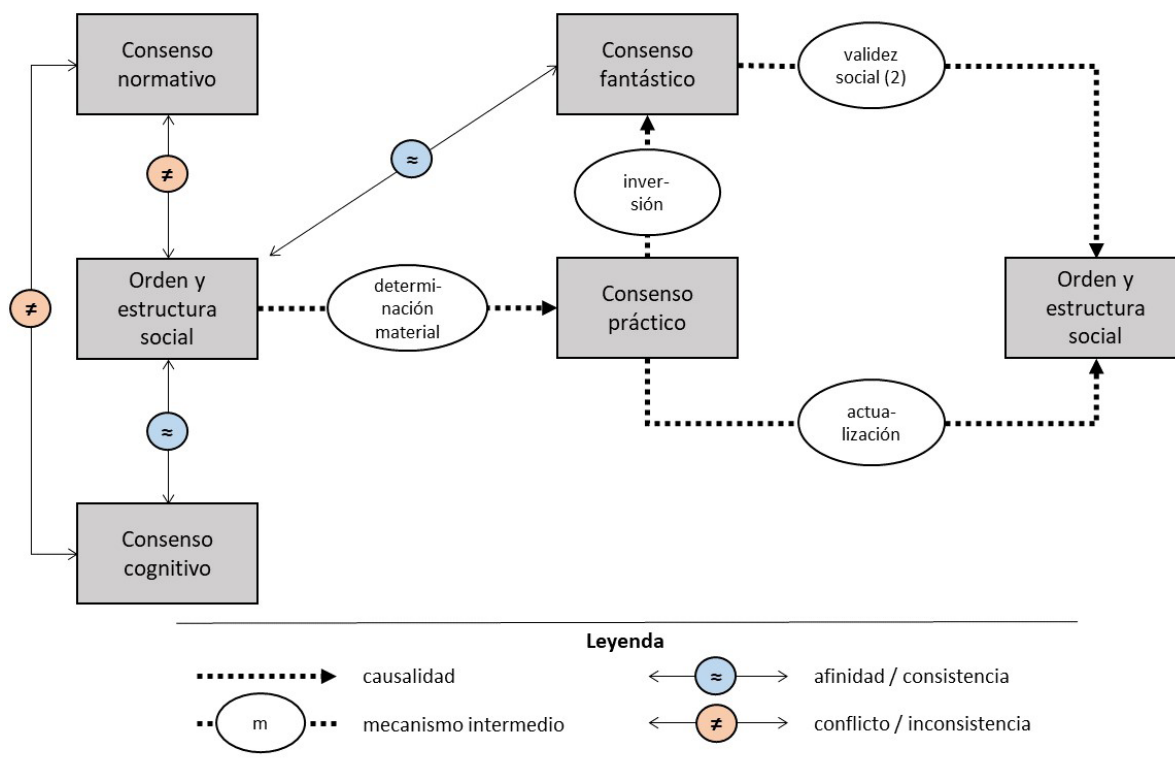 Consenso
normativo
Consenso
fantástico
validez
social (2)
≠
≈
inver-
sión
≠
Orden y
estructura
social
determi-
nación
material
Consenso
práctico
Orden y
estructura
social
≈
actua-
lización
Consenso
cognitivo
Leyenda
causalidad
≈
afinidad / consistencia
m
mecanismo intermedio
≠
conflicto / inconsistencia